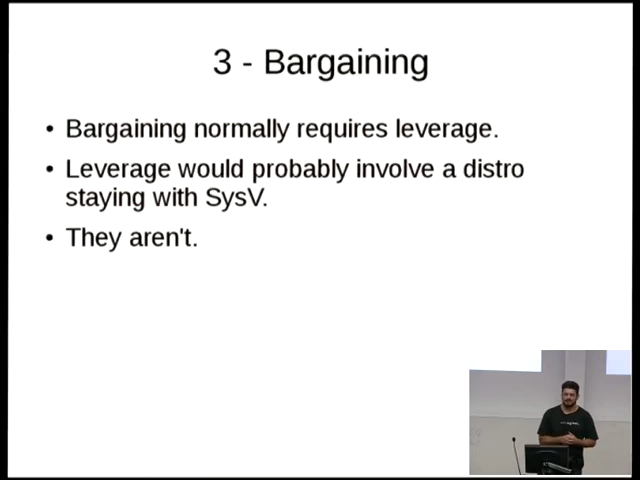 3 - Bargaining
• Bargaining normally requires leverage.
• Leverage would probably involve a distro
staying with SysV.
• They aren't.